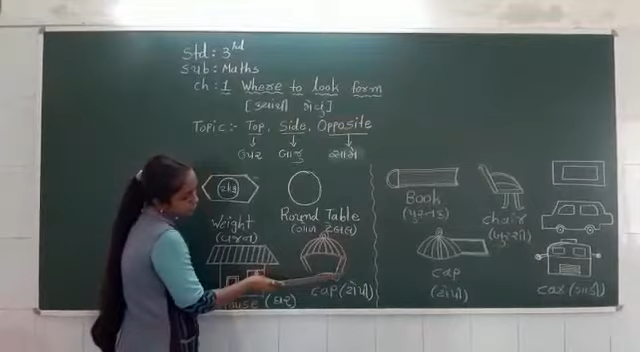 Std: 3rd
Sub: Maths
Ch: 1 Where to look form
[ક્યાંથી જોવું]
Topic:- Top, Side, Opposite
ઉપર બાજુ સામે
2kg
Weight
(વજન)
Round Table
(ગોળ ટેબલ)
House (ઘર)
Cap (ટોપી)
Book
(પુસ્તક)
Chair
(ખુરશી)
Cap
(ટોપી)
Car (ગાડી)